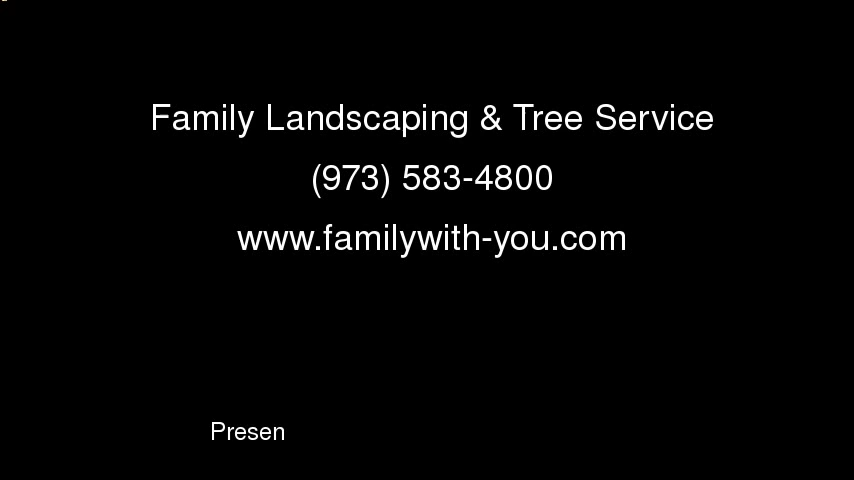 Family Landscaping & Tree Service
(973) 583-4800
www.familywith-you.com
Presen